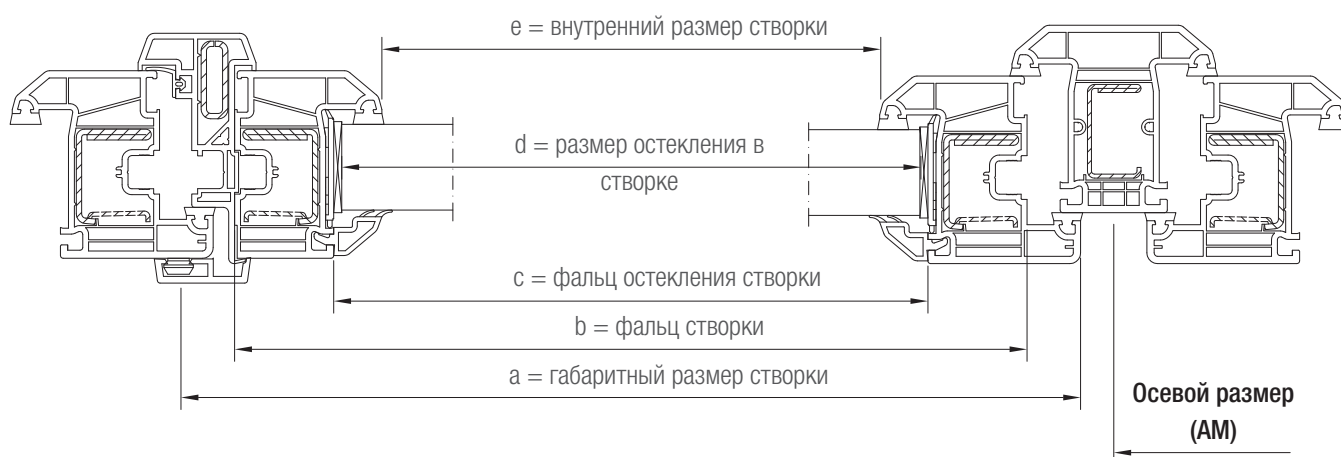 e = внутренний размер створки
d = размер остекления в
створке
c = фальц остекления створки
b = фальц створки
a = габаритный размер створки
Осевой размер
(AM)